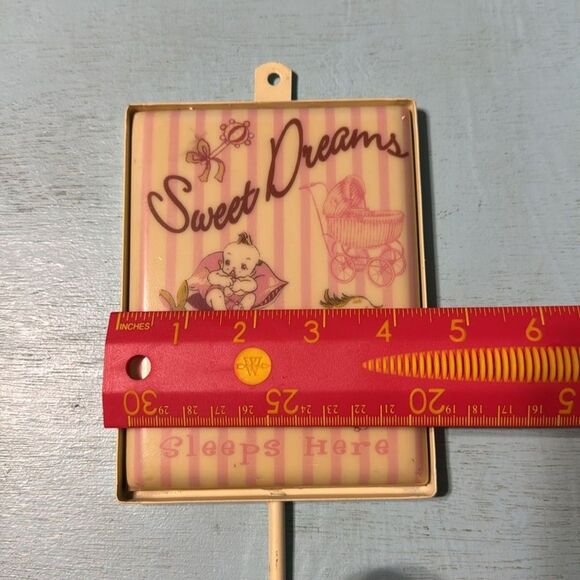 Sweet Dreams
INCHES 1 2 3 4 5 6
W
30 29 28 27 26 25 24 23 22 21 20 19 18 17 16 15
Sleeps Here